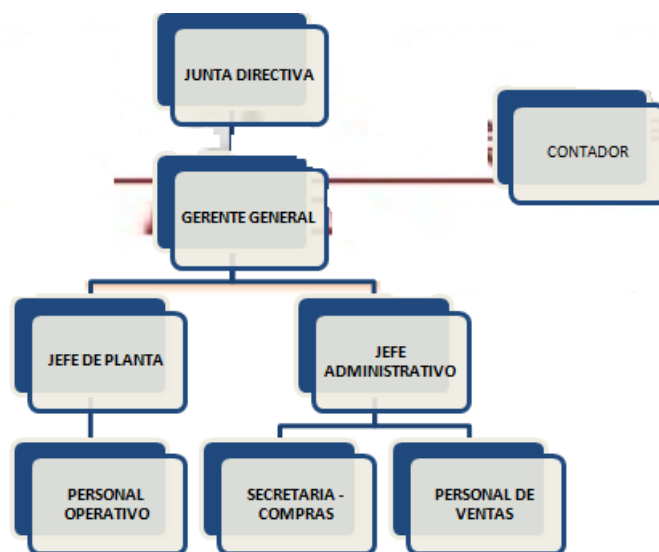 JUNTA DIRECTIVA
CONTADOR
GERENTE GENERAL
JEFE DE PLANTA
JEFE
ADMINISTRATIVO
PERSONAL
OPERATIVO
SECRETARIA -
COMPRAS
PERSONAL DE
VENTAS